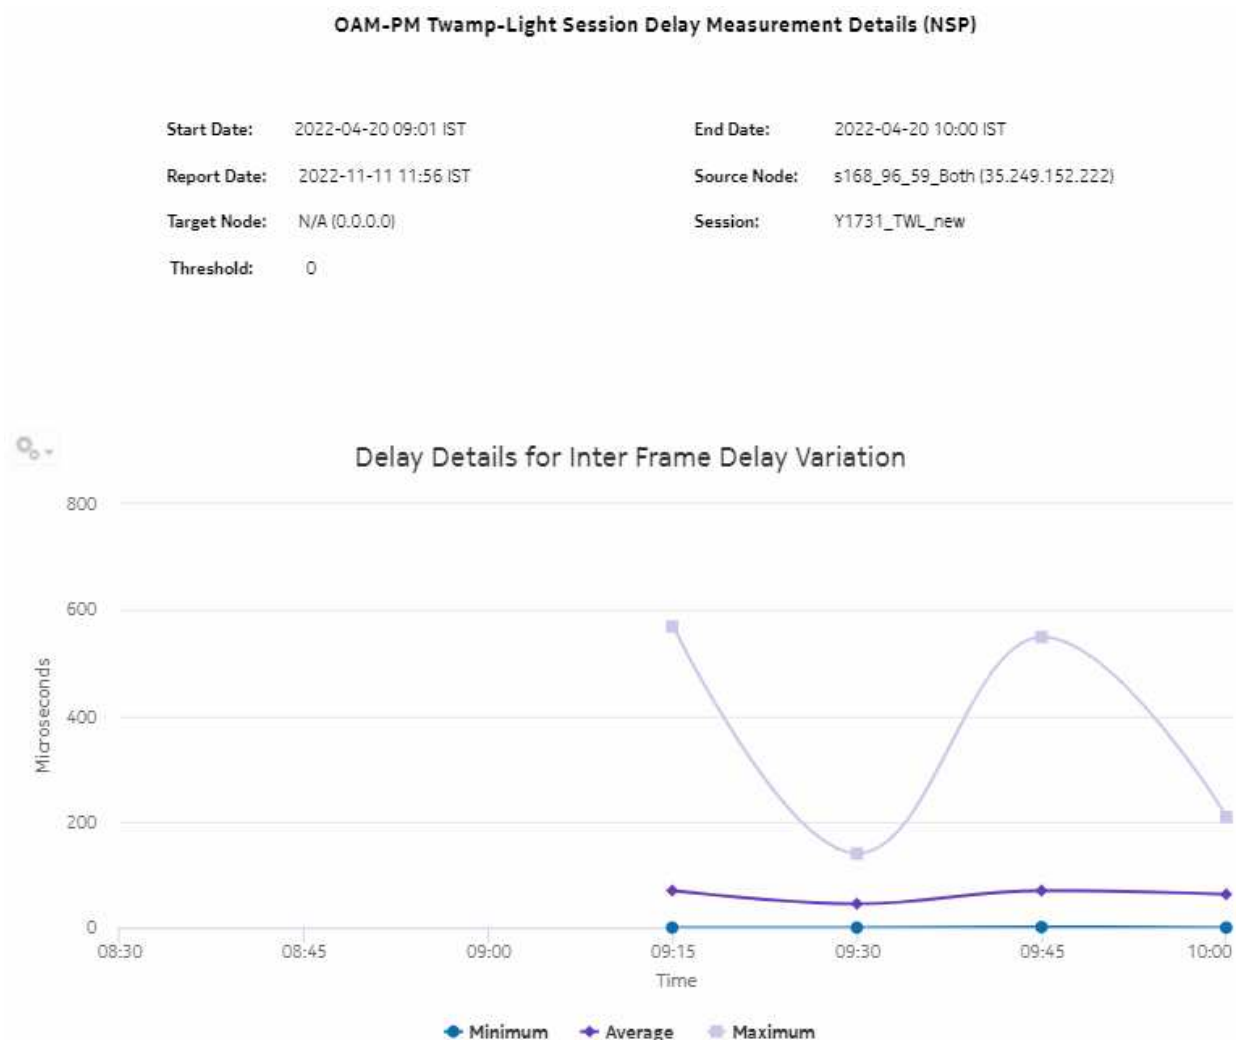 OAM-PM Twamp-Light Session Delay Measurement Details (NSP)
Start Date: 2022-04-20 09:01 IST End Date: 2022-04-20 10:00 IST
Report Date: 2022-11-11 11:56 IST Source Node: s168_96_59_Both (35.249.152.222)
Target Node: N/A (0.0.0.0) Session: Y1731_TWL_new
Threshold: 0
Delay Details for Inter Frame Delay Variation
800
600
400
200
0
Microseconds
08:30 08:45 09:00 09:15 09:30 09:45 10:00
Time
Minimum Average Maximum